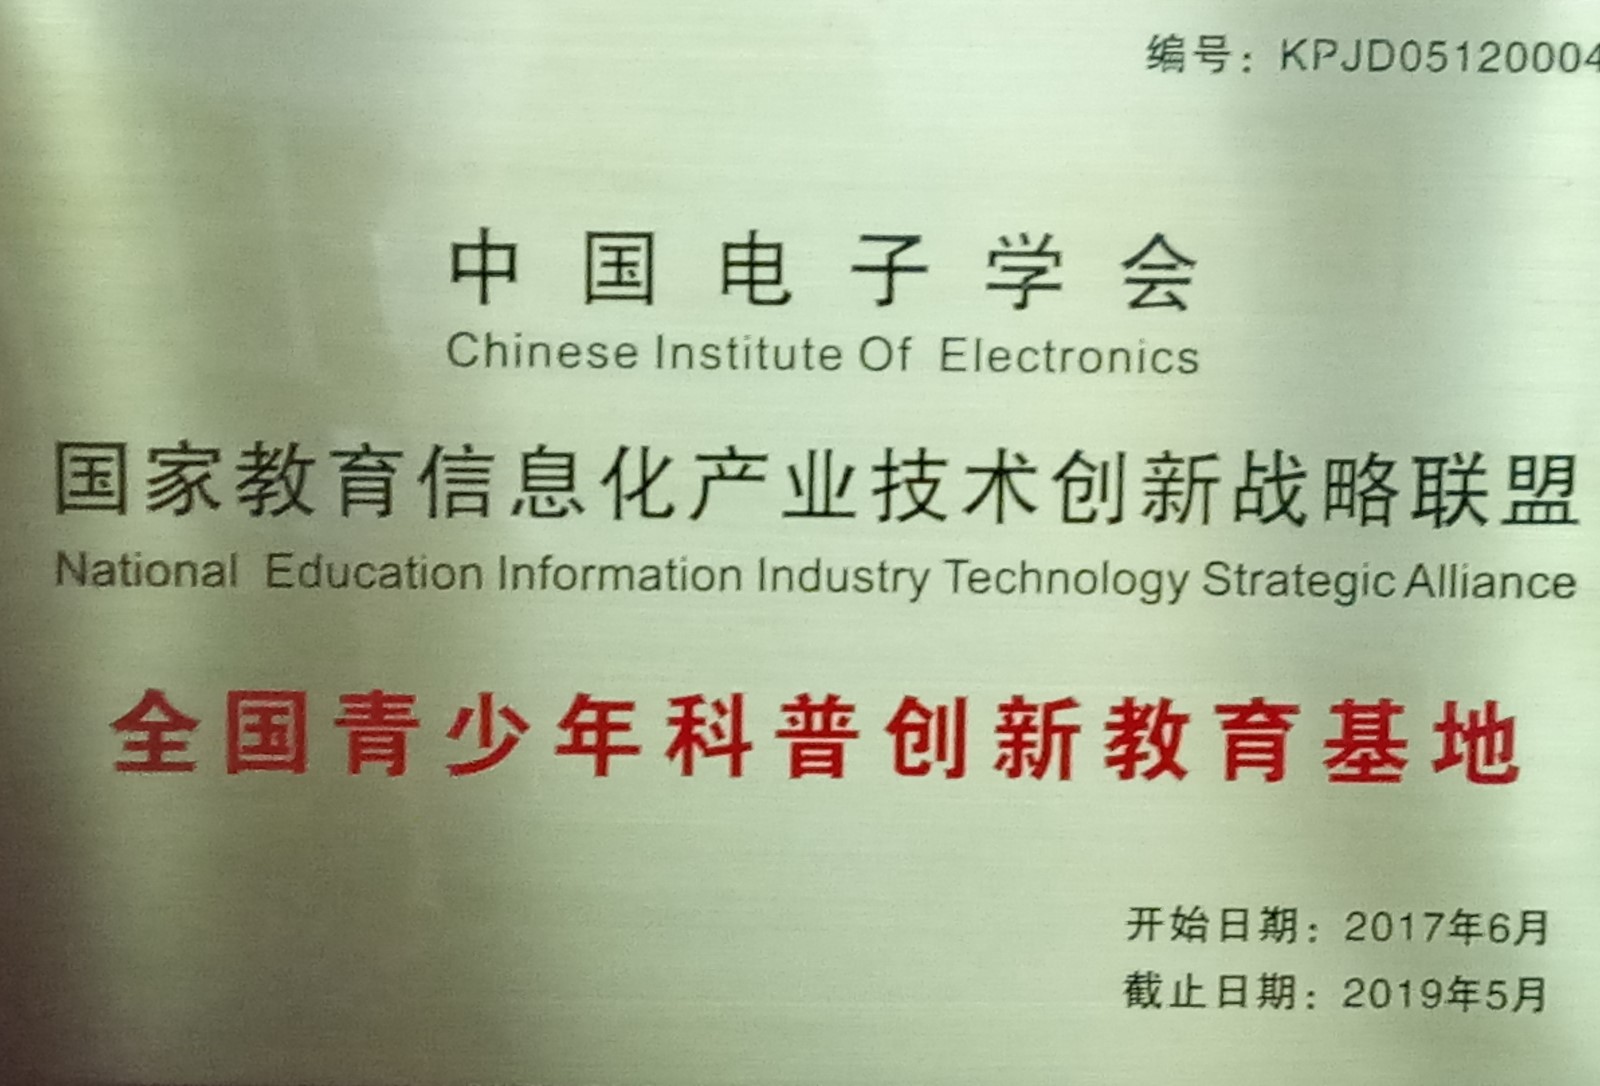 编号：KPJD05120004
中国电子学会
Chinese Institute Of Electronics
国家教育信息化产业技术创新战略联盟
National Education Information Industry Technology Strategic Alliance
全国青少年科普创新教育基地
开始日期：2017年6月
截止日期：2019年5月